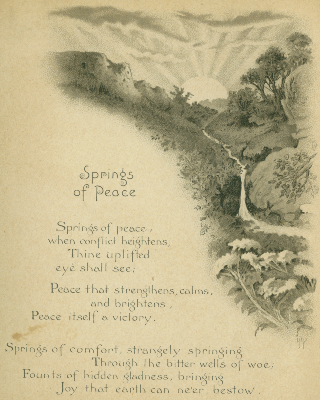 Springs
of Peace
Springs of peace,
when conflict heightens,
Thine uplifted
eye shall see;
Peace that strengthens, calms,
and brightens,
Peace itself a victory.
Springs of comfort, strangely springing
Through the bitter wells of woe;
Founts of hidden gladness, bringing
Joy that earth can ne'er bestow.